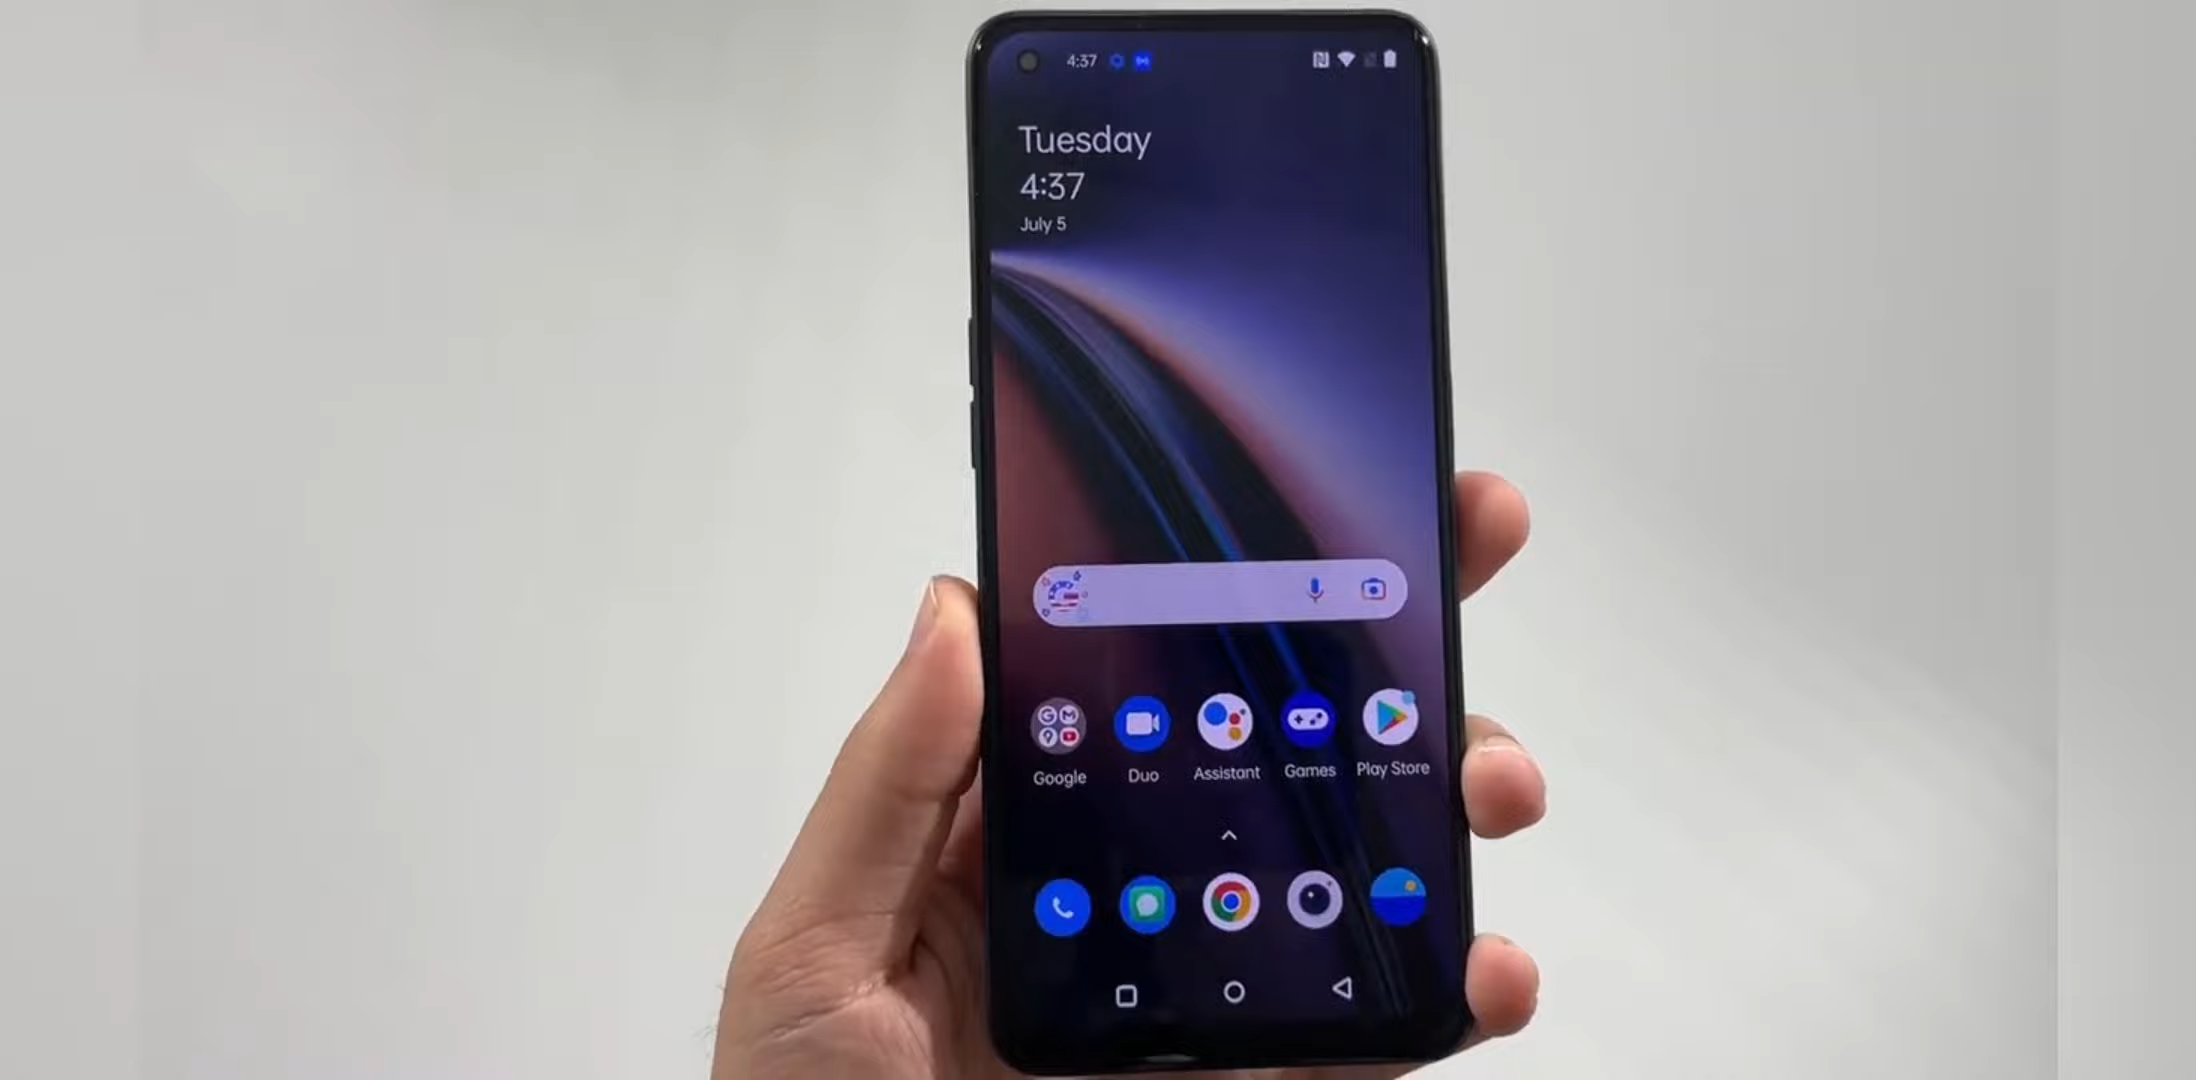 4:37
Tuesday
4:37
July 5
Google
Duo
Assistant
Games
Play Store